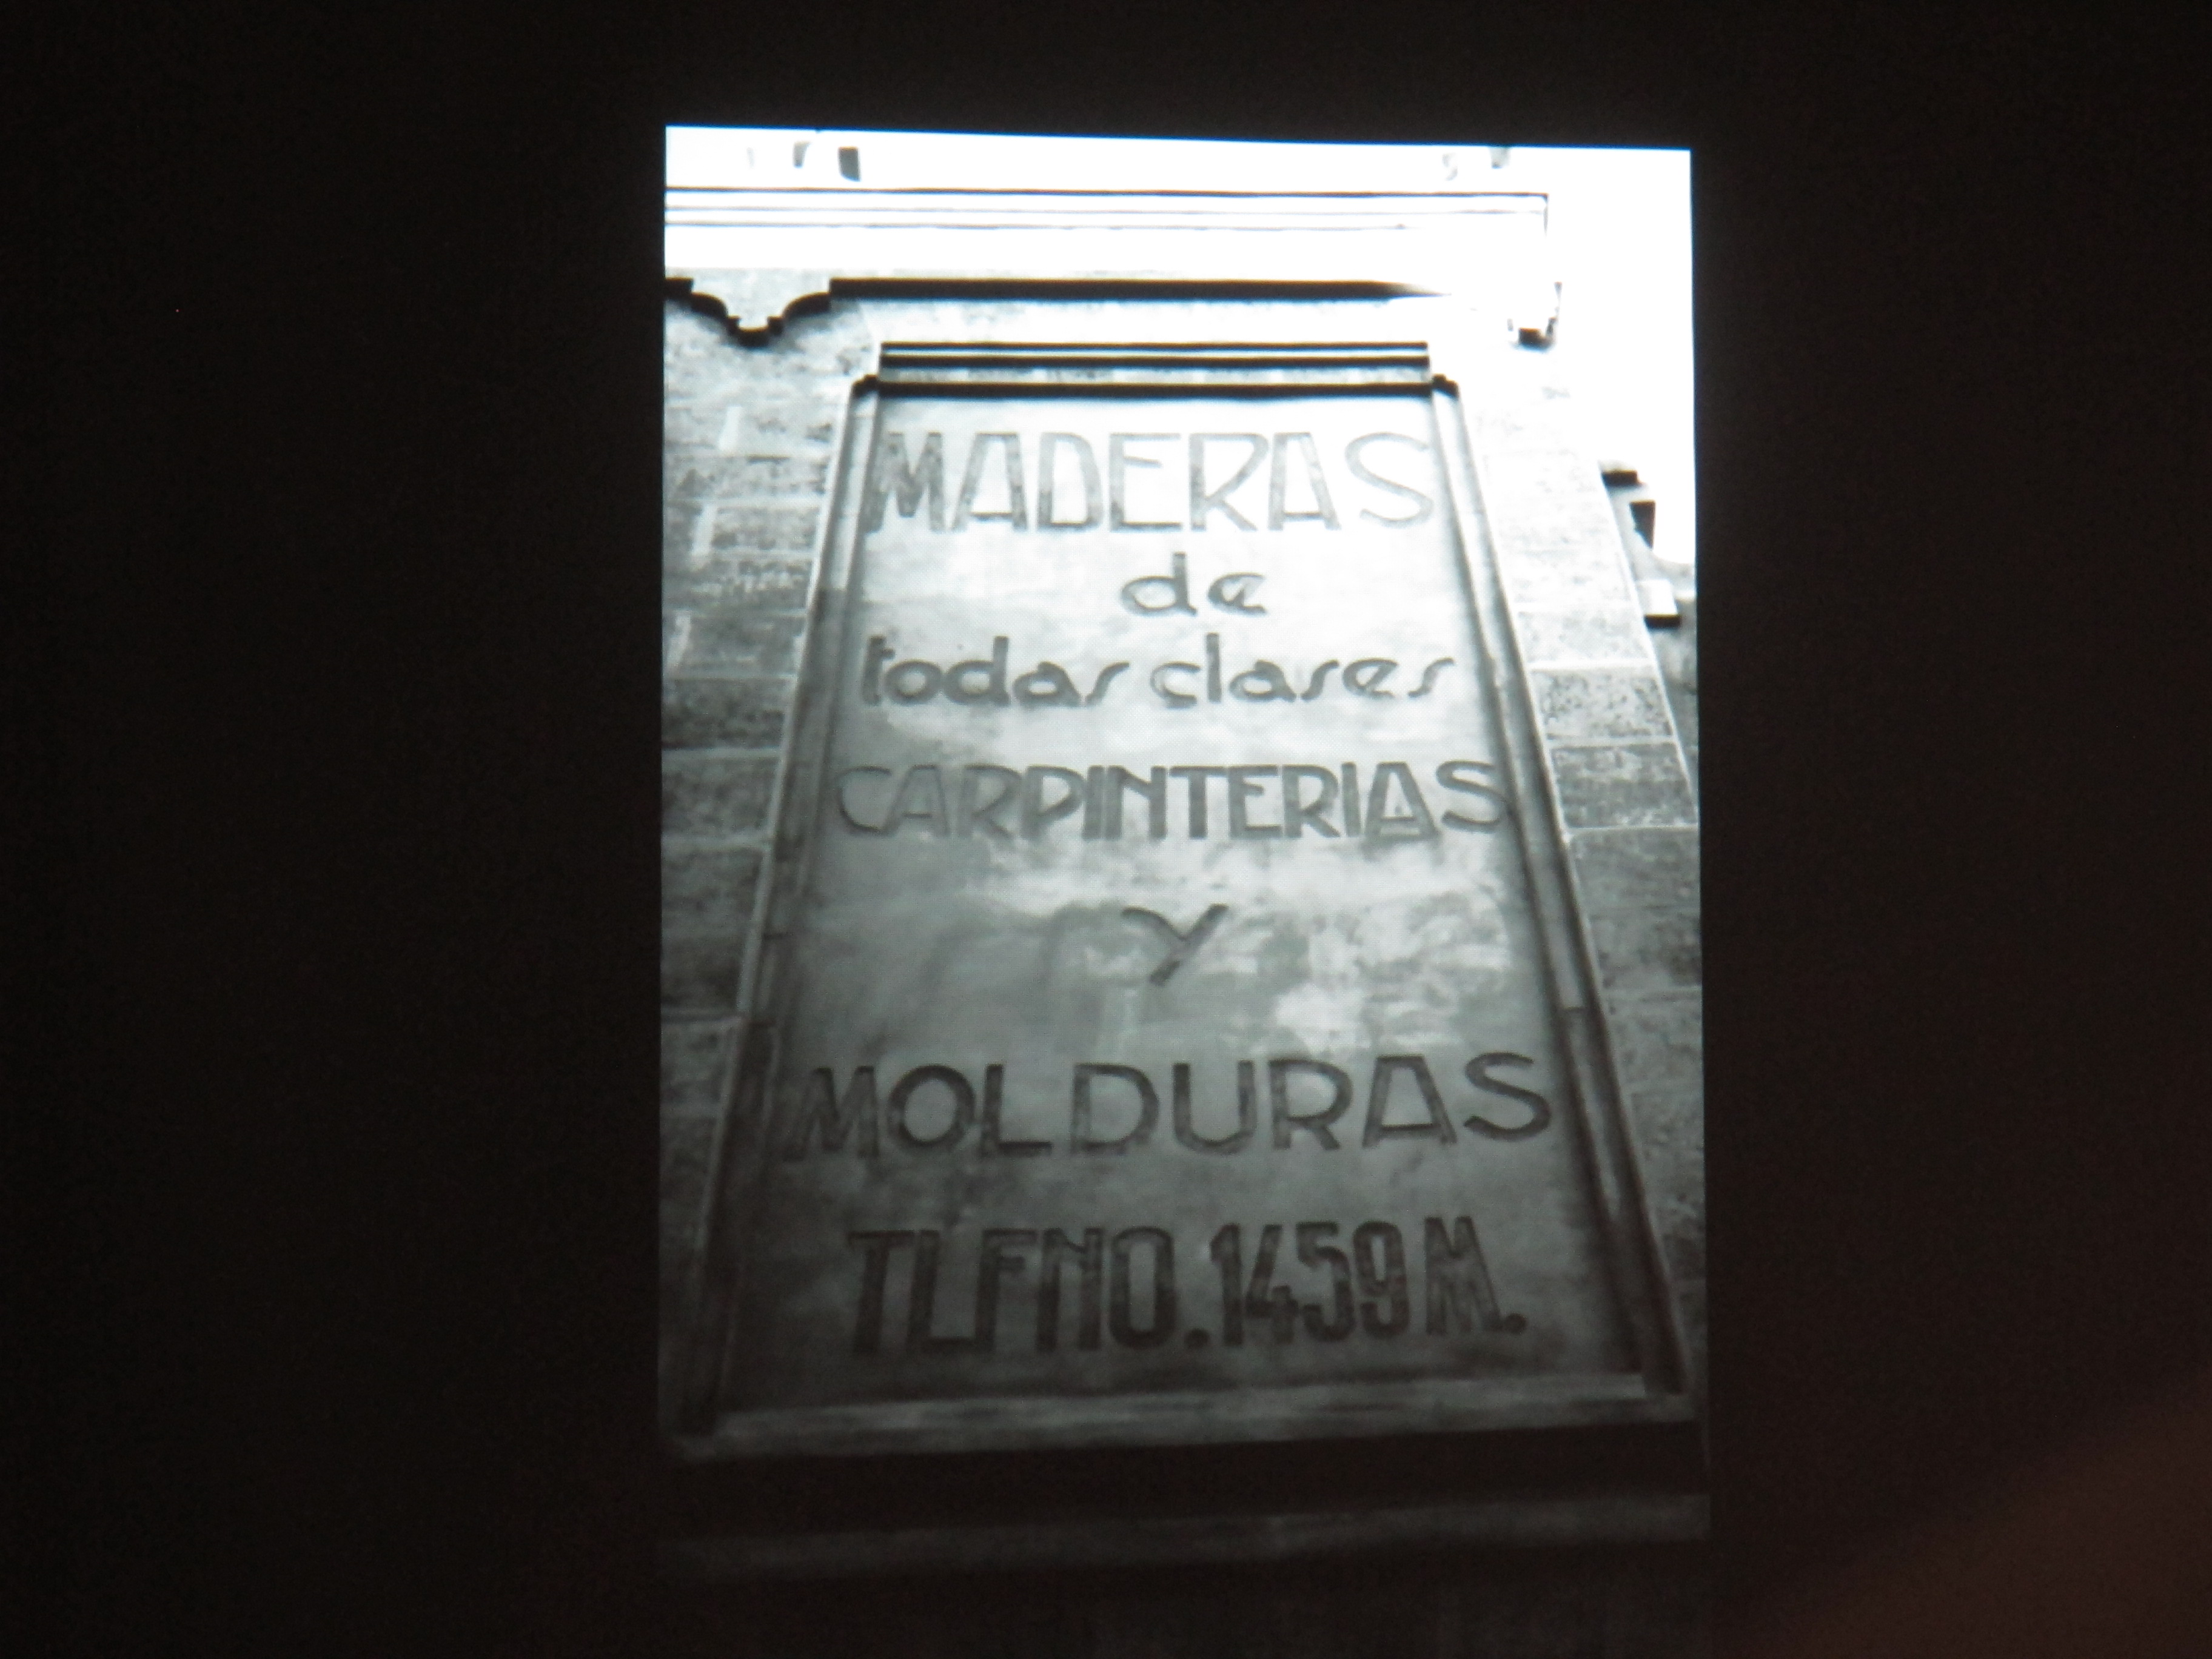 MADERAS
de
todas clases
CARPINTERIAS
Y
MOLDURAS
TLFNO. 1459 M.